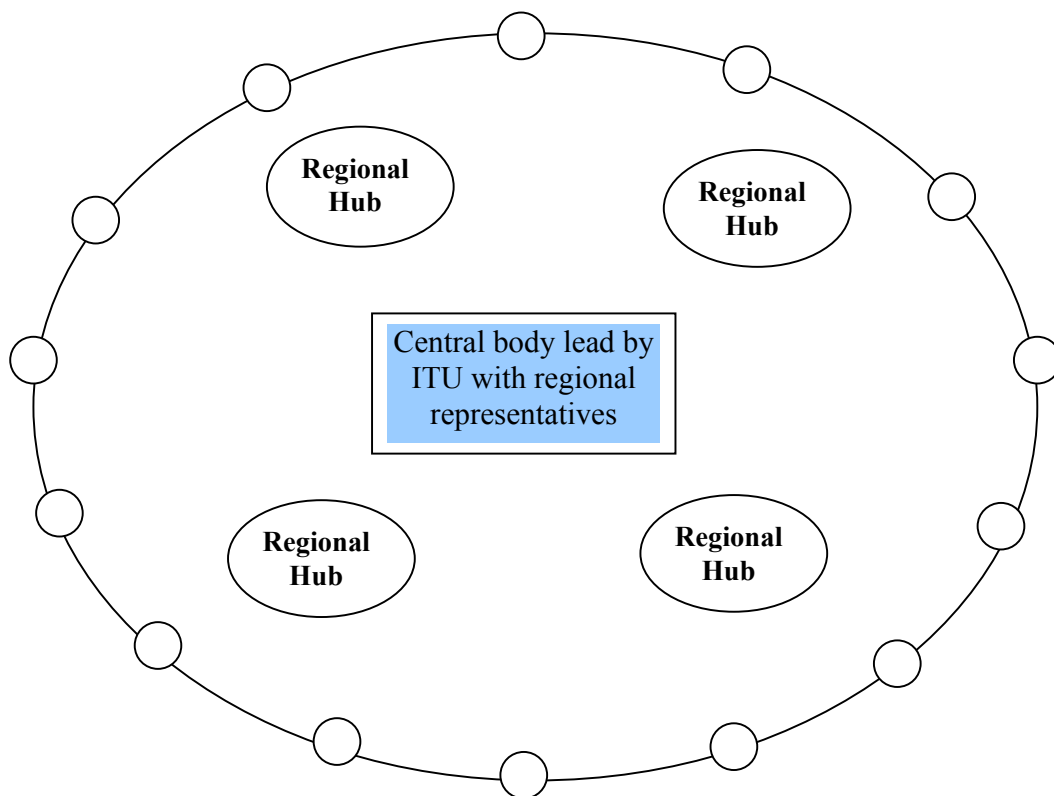 Regional
Hub
Regional
Hub
Central body lead by
ITU with regional
representatives
Regional
Hub
Regional
Hub